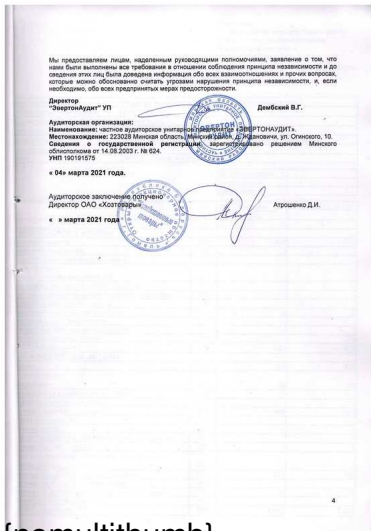 Мы предоставляем лицам, наделенным руководящими полномочиями, заявление о том, что
нами были выполнены все требования в отношении соблюдения принципа независимости и до
сведения этих лиц была доведена информация обо всех взаимоотношениях и прочих вопросах,
которые можно обоснованно считать угрозами нарушения принципа независимости, и, если
необходимо, обо всех предпринятых мерах предосторожности.
Директор
"ЭвертонАудит" УП Дембский В.Г.
Аудиторская организация:
Наименование: частное аудиторское унитарное предприятие «ЭВЕРТОНАУДИТ».
Местонахождение: 223028 Минская область, Минский район, д. Ждановичи, ул. Огинского, 10.
Сведения о государственной регистрации: зарегистрировано решением Минского
облисполкома от 14.08.2003 г. № 624.
УНП 190191575
« 04» марта 2021 года.
Аудиторское заключение получено
Директор ОАО «Хозтовары» Атрошенко Д.И.
« » марта 2021 года
4